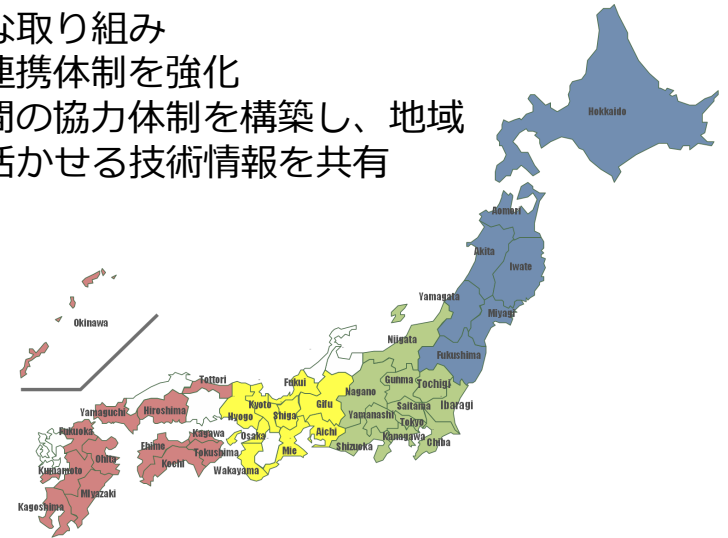 な取り組み
連携体制を強化
間の協力体制を構築し、地域
活かせる技術情報を共有
Hokkaido
Aomori
Akita
Iwate
Yamagata
Miyagi
Okinawa
Niigata
Fukushima
Tottori
Fukui
Nagano
Gunma
Tochigi
Yamaguchi
Hiroshima
Hyogo
Kyoto
Shiga
Gifu
Yamanashi
Saitama
Ibaragi
Tokyo
Fukuoka
Kagawa
Osaka
Aichi
Kanagawa
Chiba
Ehime
Tokushima
Mie
Shizuoka
Ohita
Kochi
Wakayama
Kumamoto
Miyazaki
Kagoshima